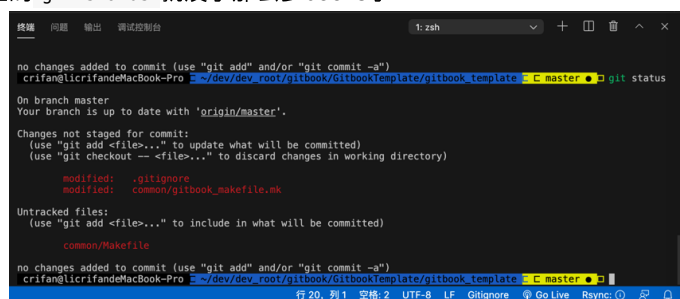 终端 问题 输出 调试控制台 1: zsh
no changes added to commit (use "git add" and/or "git commit -a")
crifan@licrifandeMacBook-Pro ~/dev/dev_root/gitbook/GitbookTemplate/gitbook_template master ● git status
On branch master
Your branch is up to date with 'origin/master'.
Changes not staged for commit:
(use "git add <file>..." to update what will be committed)
(use "git checkout -- <file>..." to discard changes in working directory)
modified: .gitignore
modified: common/gitbook_makefile.mk
Untracked files:
(use "git add <file>..." to include in what will be committed)
common/Makefile
no changes added to commit (use "git add" and/or "git commit -a")
crifan@licrifandeMacBook-Pro ~/dev/dev_root/gitbook/GitbookTemplate/gitbook_template master ●
行 20，列 1 空格: 2 UTF-8 LF Gitignore Go Live Rsync: